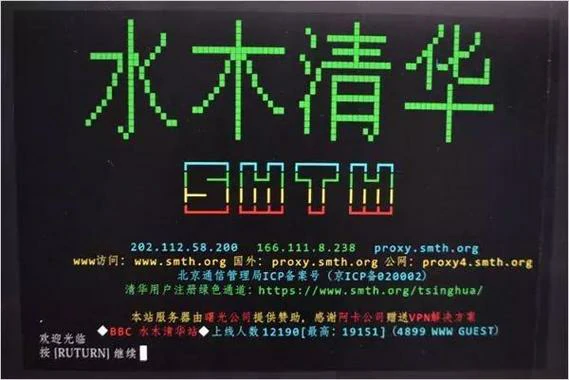 水木清华
SMTH
202.112.58.200 166.111.8.238 proxy.smth.org
www访问: www.smth.org 国外: proxy.smth.org 公网: proxy4.smth.org
北京通信管理局ICP备案号 (京ICP备020002)
清华用户注册绿色通道: https://www.smth.org/tsinghua/
本站服务器由曙光公司提供赞助, 感谢阿卡公司赠送VPN解决方案
欢迎光临 ◆BBC 水木清华站◆上线人数 12190[最高: 19151] (4899 WWW GUEST)
按 [RUTURN] 继续